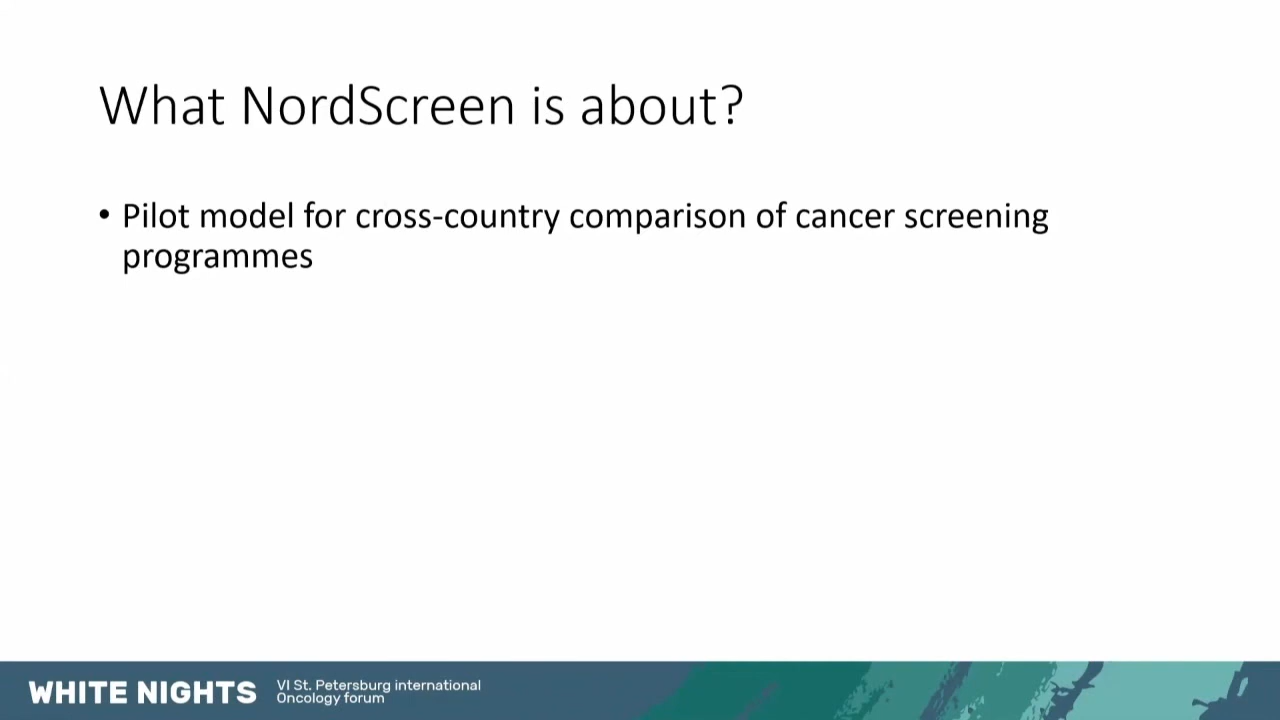 What NordScreen is about?
• Pilot model for cross-country comparison of cancer screening
programmes
WHITE NIGHTS
VI St. Petersburg international
Oncology forum